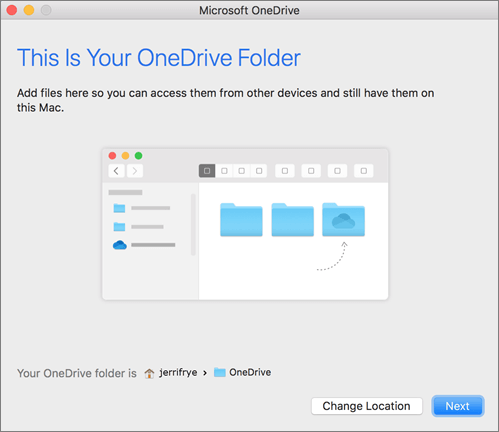 Microsoft OneDrive
This Is Your OneDrive Folder
Add files here so you can access them from other devices and still have them on
this Mac.
Your OneDrive folder is jerrifrye › OneDrive
Change Location Next